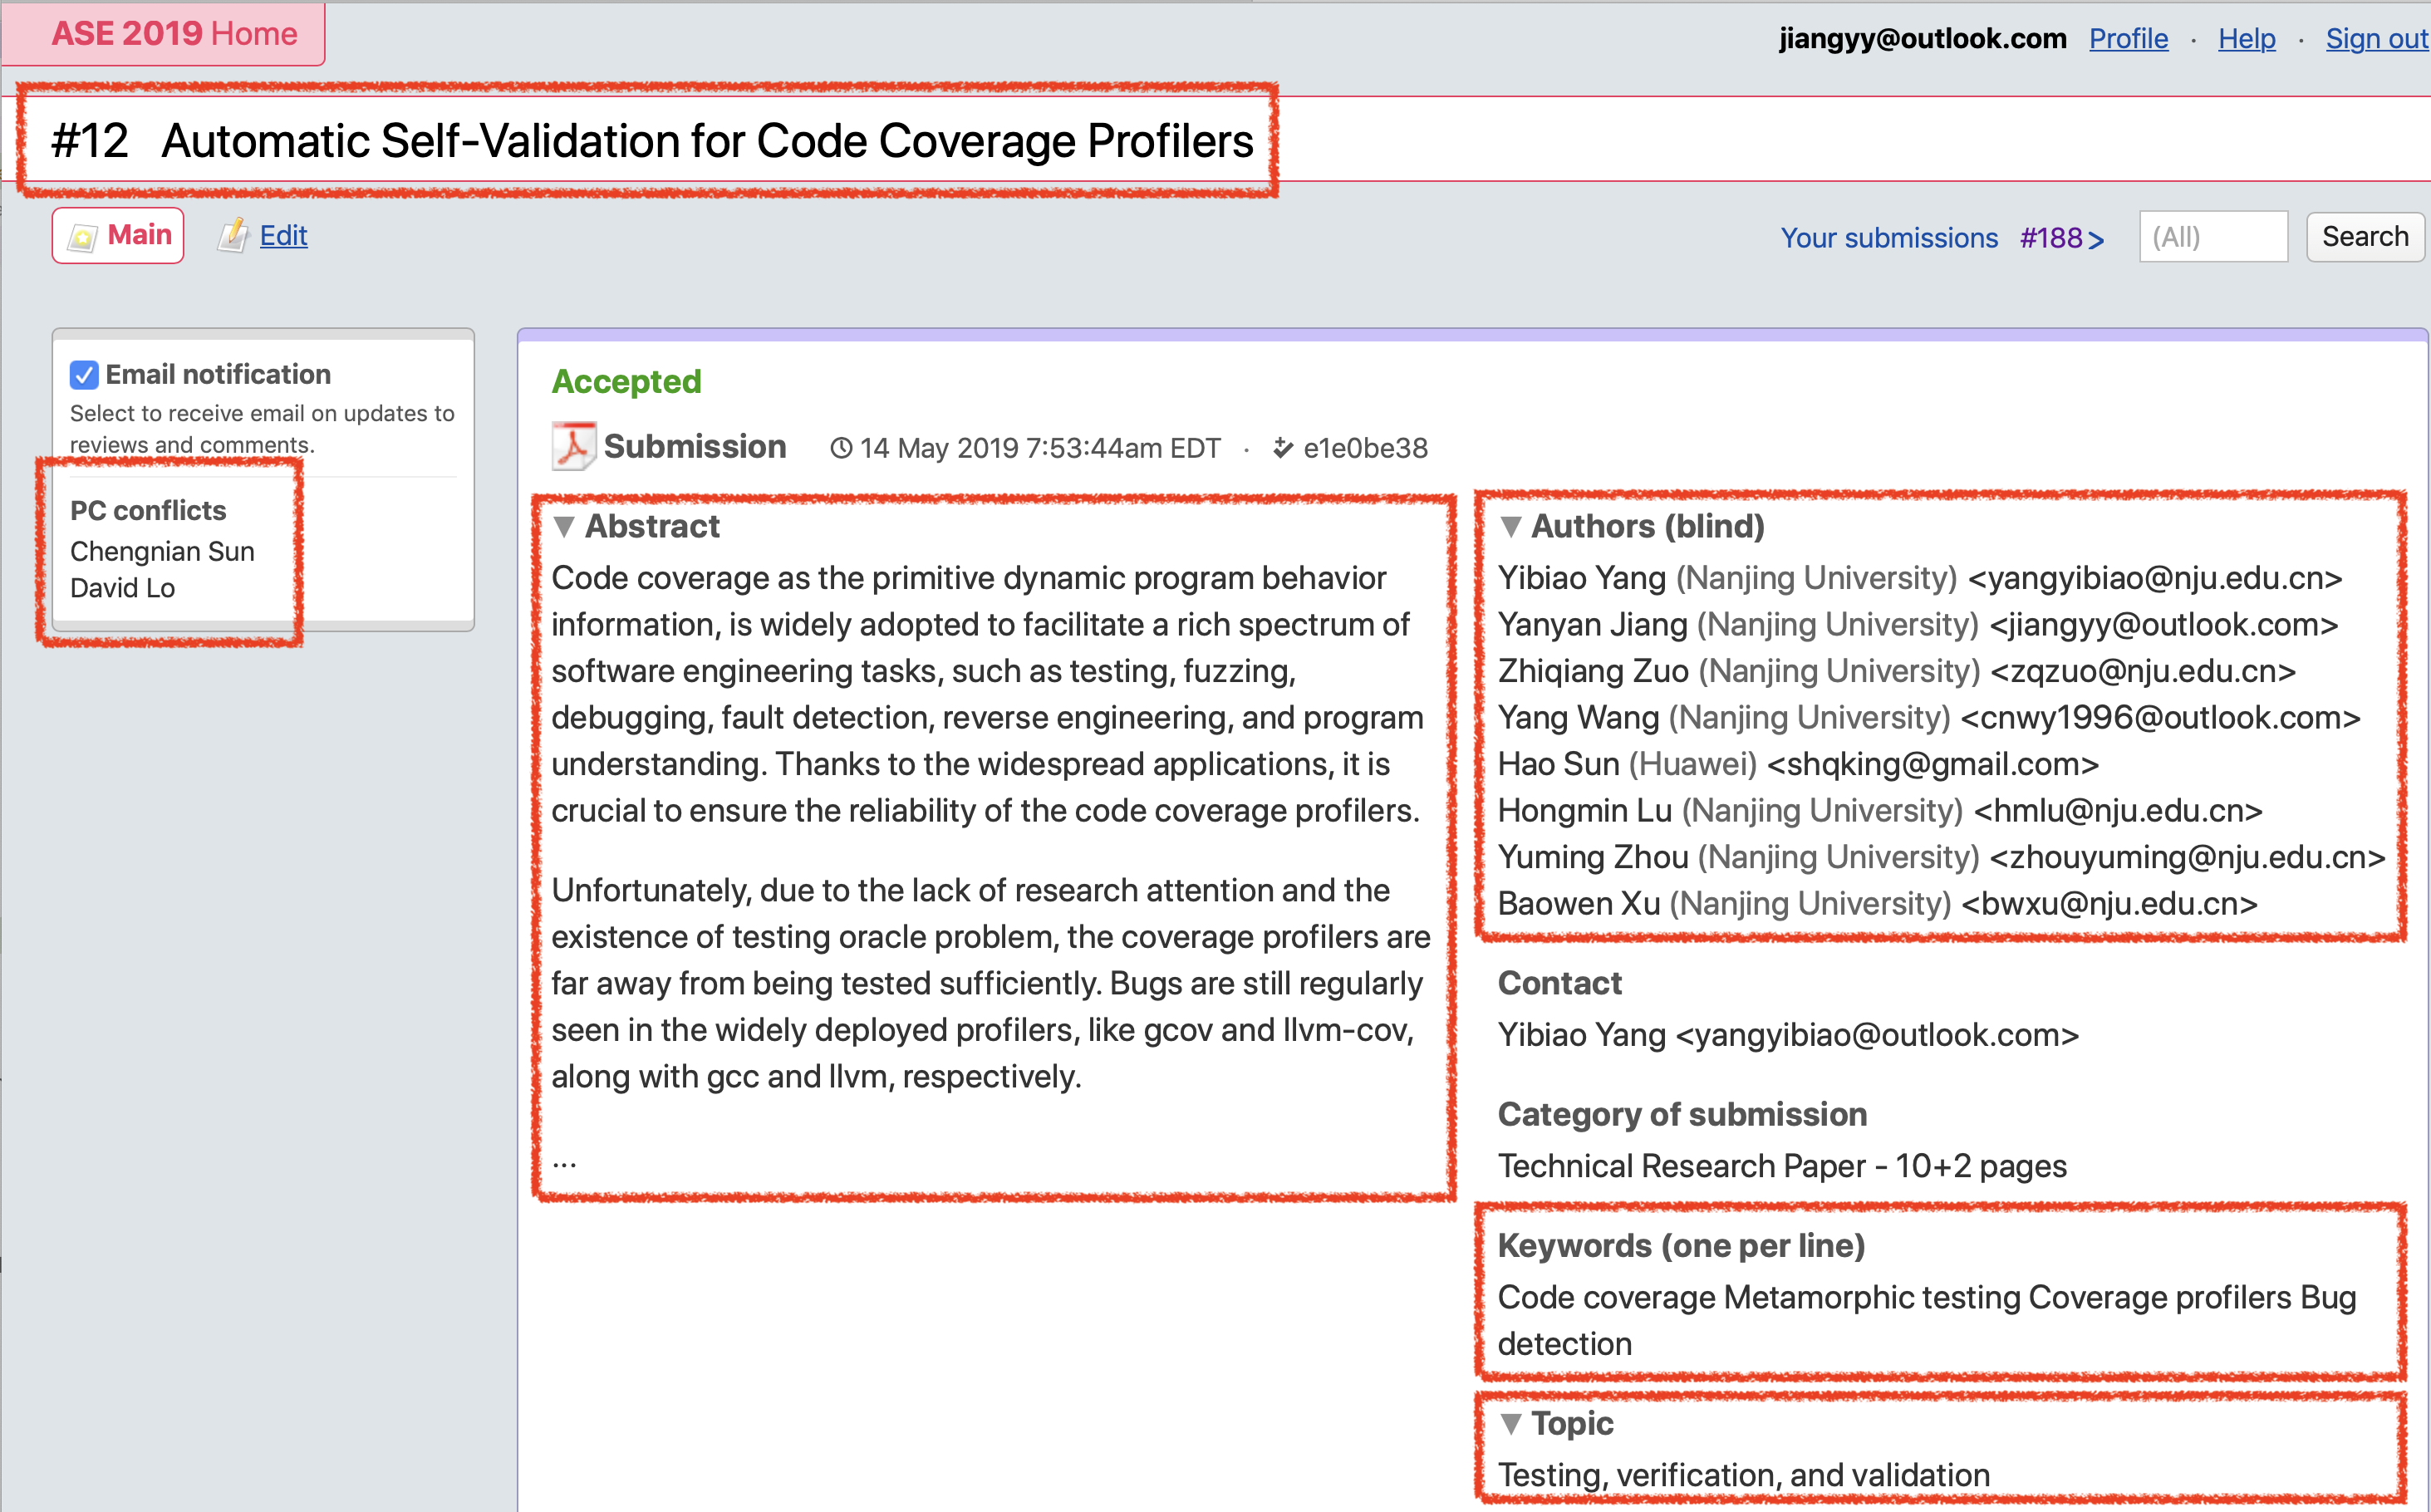 ASE 2019 Home
jiangyy@outlook.com Profile · Help · Sign out
#12 Automatic Self-Validation for Code Coverage Profilers
Main Edit
Your submissions #188 > (All) Search
Email notification
Select to receive email on updates to
reviews and comments.
PC conflicts
Chengnian Sun
David Lo
Accepted
Submission 14 May 2019 7:53:44am EDT · e1e0be38
▼ Abstract
Code coverage as the primitive dynamic program behavior
information, is widely adopted to facilitate a rich spectrum of
software engineering tasks, such as testing, fuzzing,
debugging, fault detection, reverse engineering, and program
understanding. Thanks to the widespread applications, it is
crucial to ensure the reliability of the code coverage profilers.
Unfortunately, due to the lack of research attention and the
existence of testing oracle problem, the coverage profilers are
far away from being tested sufficiently. Bugs are still regularly
seen in the widely deployed profilers, like gcov and llvm-cov,
along with gcc and llvm, respectively.
...
▼ Authors (blind)
Yibiao Yang (Nanjing University) <yangyibiao@nju.edu.cn>
Yanyan Jiang (Nanjing University) <jiangyy@outlook.com>
Zhiqiang Zuo (Nanjing University) <zqzuo@nju.edu.cn>
Yang Wang (Nanjing University) <cnwy1996@outlook.com>
Hao Sun (Huawei) <shqking@gmail.com>
Hongmin Lu (Nanjing University) <hmlu@nju.edu.cn>
Yuming Zhou (Nanjing University) <zhouyuming@nju.edu.cn>
Baowen Xu (Nanjing University) <bwxu@nju.edu.cn>
Contact
Yibiao Yang <yangyibiao@outlook.com>
Category of submission
Technical Research Paper - 10+2 pages
Keywords (one per line)
Code coverage Metamorphic testing Coverage profilers Bug
detection
▼ Topic
Testing, verification, and validation